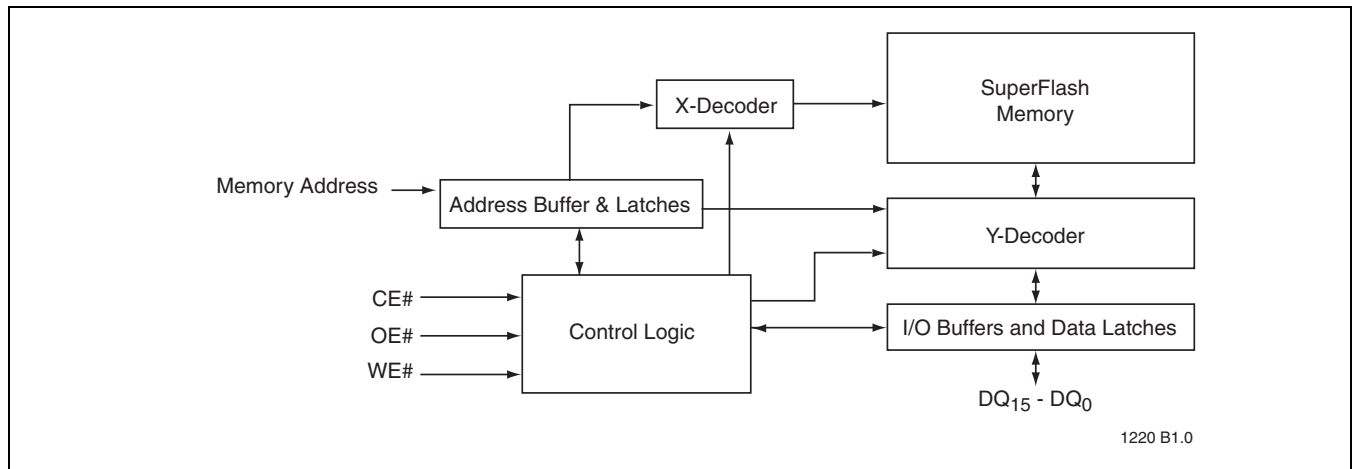 SuperFlash
Memory
X-Decoder
Memory Address
Address Buffer & Latches
Y-Decoder
CE#
OE#
WE#
Control Logic
I/O Buffers and Data Latches
DQ15 - DQ0
1220 B1.0